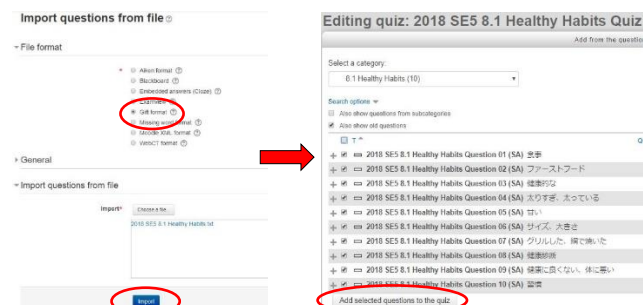 Import questions from file
File format
Aiken format
Blackboard
Embedded answers (Cloze)
Examview
Gift format
Missing word format
Moodle XML format
WebCT format
General
Import questions from file
Import*
Choose a file...
2018 SE5 8.1 Healthy Habits.txt
Import
Editing quiz: 2018 SE5 8.1 Healthy Habits Quiz
Add from the question
Select a category:
8.1 Healthy Habits (10)
Search options
Also show questions from subcategories
Also show old questions
T
Q
2018 SE5 8.1 Healthy Habits Question 01 (SA) 食事
2018 SE5 8.1 Healthy Habits Question 02 (SA) ファーストフード
2018 SE5 8.1 Healthy Habits Question 03 (SA) 健康的な
2018 SE5 8.1 Healthy Habits Question 04 (SA) 太りすぎ、太っている
2018 SE5 8.1 Healthy Habits Question 05 (SA) 甘い
2018 SE5 8.1 Healthy Habits Question 06 (SA) サイズ、大きさ
2018 SE5 8.1 Healthy Habits Question 07 (SA) グリルした、網で焼いた
2018 SE5 8.1 Healthy Habits Question 08 (SA) 健康診断
2018 SE5 8.1 Healthy Habits Question 09 (SA) 健康に良くない、体に悪い
2018 SE5 8.1 Healthy Habits Question 10 (SA) 習慣
Add selected questions to the quiz